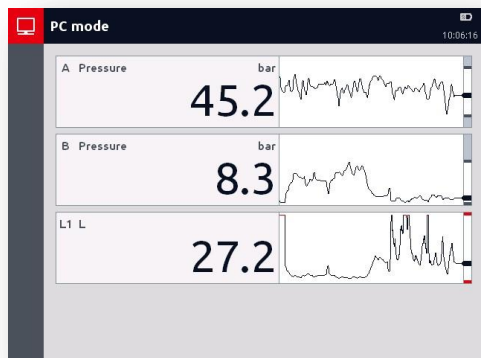 PC mode
10:06:16
A Pressure bar
45.2
B Pressure bar
8.3
L1 L
27.2